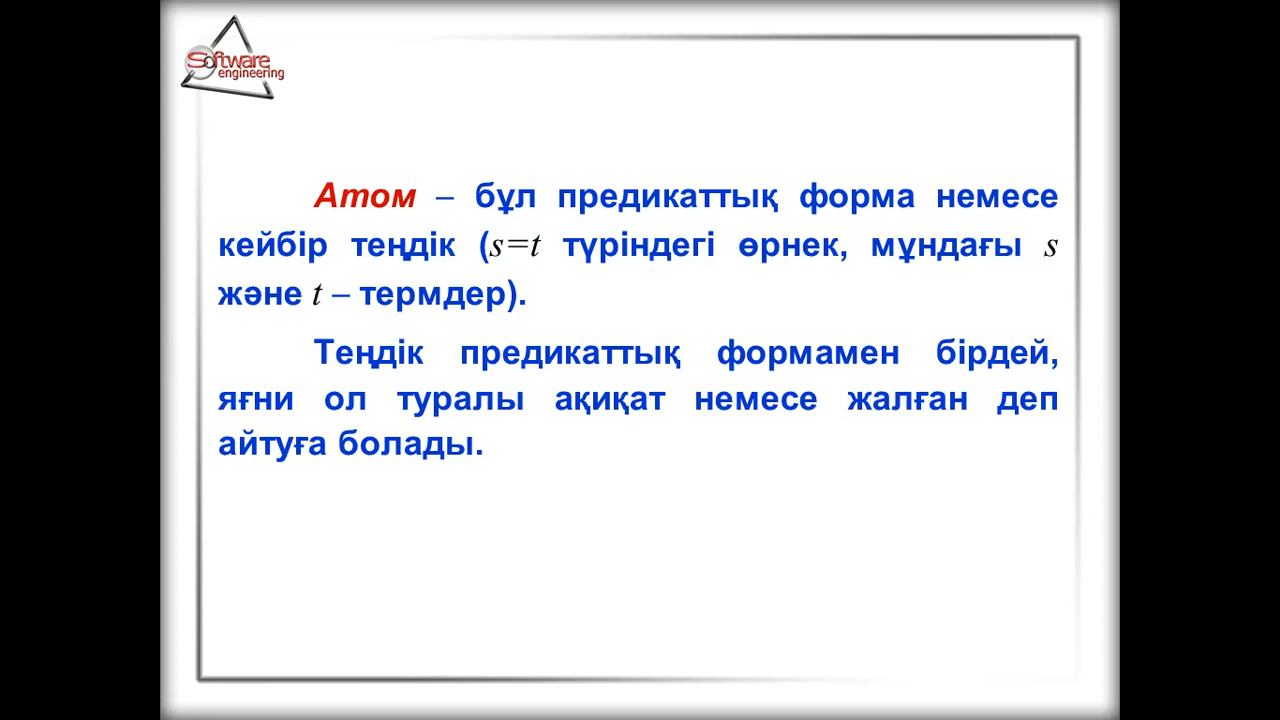 Software
engineering
Атом – бұл предикаттық форма немесе
кейбір теңдік (s=t түріндегі өрнек, мұндағы s
және t – термдер).
Теңдік предикаттық формамен бірдей,
яғни ол туралы ақиқат немесе жалған деп
айтуға болады.